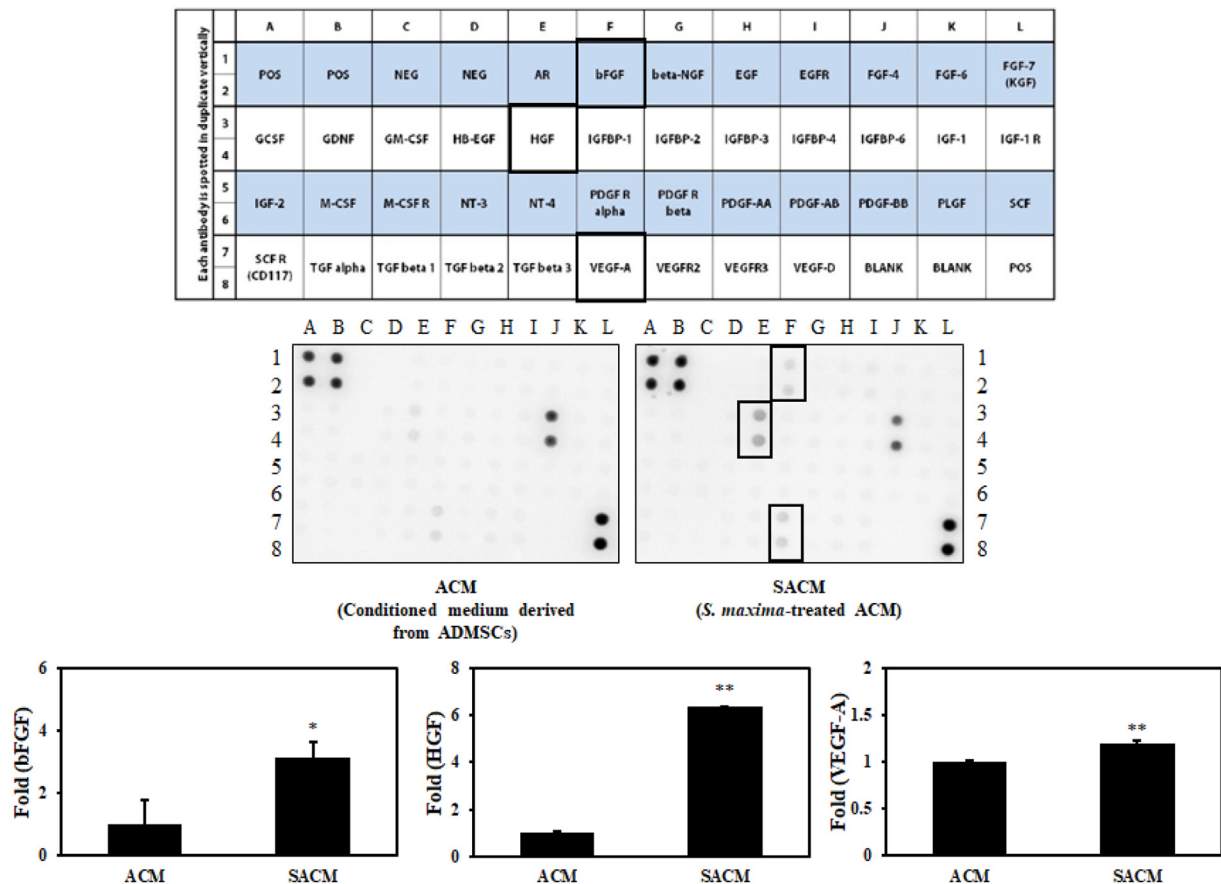 Each antibody is spotted in duplicate vertically
A B C D E F G H I J K L
1
2
POS POS NEG NEG AR bFGF beta-NGF EGF EGFR FGF-4 FGF-6 FGF-7
(KGF)
3
4
GCSF GDNF GM-CSF HB-EGF HGF IGFBP-1 IGFBP-2 IGFBP-3 IGFBP-4 IGFBP-6 IGF-1 IGF-1 R
5
6
IGF-2 M-CSF M-CSF R NT-3 NT-4 PDGF R
alpha PDGF R
beta PDGF-AA PDGF-AB PDGF-BB PLGF SCF
7
8
SCF R
(CD117) TGF alpha TGF beta 1 TGF beta 2 TGF beta 3 VEGF-A VEGFR2 VEGFR3 VEGF-D BLANK BLANK POS
A B C D E F G H I J K L
1
2
3
4
5
6
7
8
ACM
(Conditioned medium derived
from ADMSCs)
A B C D E F G H I J K L
1
2
3
4
5
6
7
8
SACM
(S. maxima-treated ACM)
Fold (bFGF)
6
4
2
0
*
ACM SACM
Fold (HGF)
8
6
4
2
0
**
ACM SACM
Fold (VEGF-A)
2
1.5
1
0.5
0
**
ACM SACM